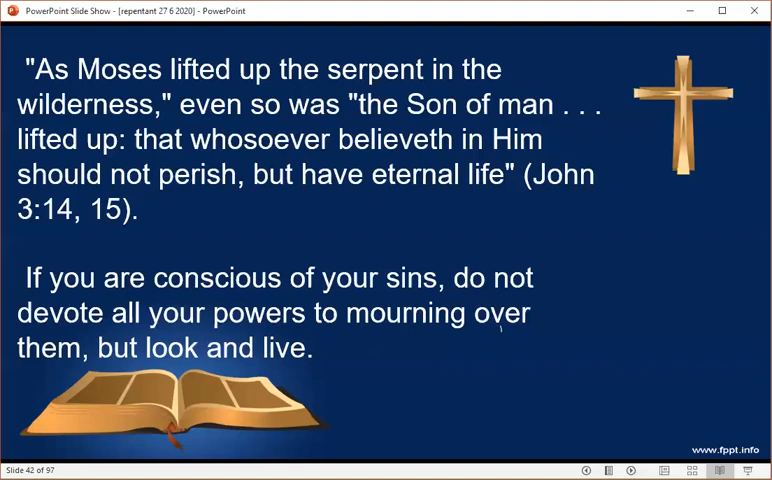 PowerPoint Slide Show - [repentant 27 6 2020] - PowerPoint
"As Moses lifted up the serpent in the
wilderness," even so was "the Son of man . . .
lifted up: that whosoever believeth in Him
should not perish, but have eternal life" (John
3:14, 15).
If you are conscious of your sins, do not
devote all your powers to mourning over
them, but look and live.
www.fppt.info
Slide 42 of 97